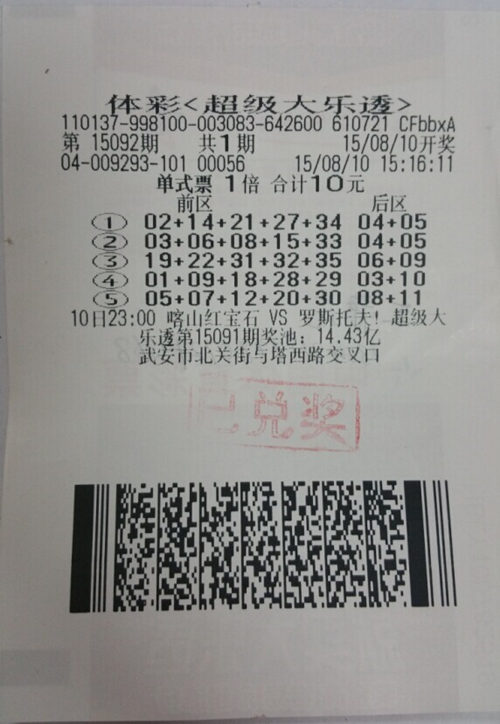 体彩<超级大乐透>
110137-998100-003083-642600 610721 CFbbxA
第 15092期 共1期 15/08/10开奖
04-009293-101 00056 15/08/10 15:16:11
单式票 1倍 合计10元
前区 后区
① 02+14+21+27+34 04+05
② 03+06+08+15+33 04+05
③ 19+22+31+32+35 06+09
④ 01+09+18+28+29 03+10
⑤ 05+07+12+20+30 08+11
10日23:00 喀山红宝石 VS 罗斯托夫! 超级大
乐透第15091期奖池: 14.43亿
武安市北关街与塔西路交叉口
已兑奖